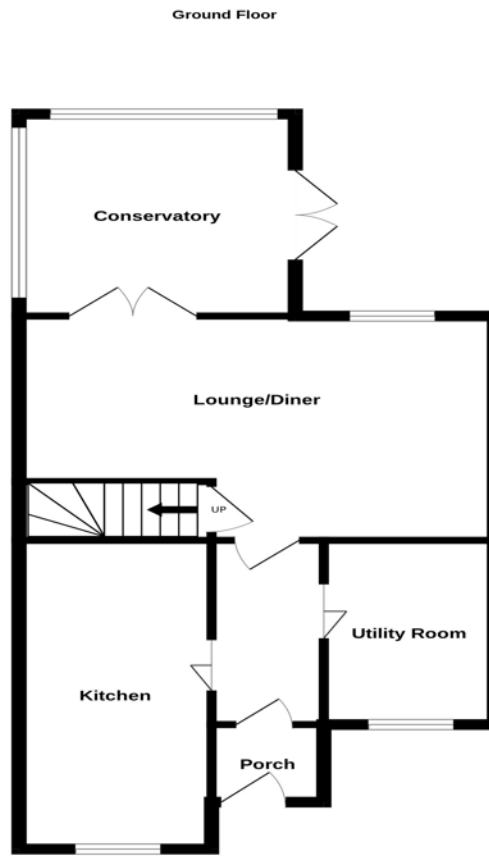 Ground Floor
Conservatory
Lounge/Diner
UP
Utility Room
Kitchen
Porch